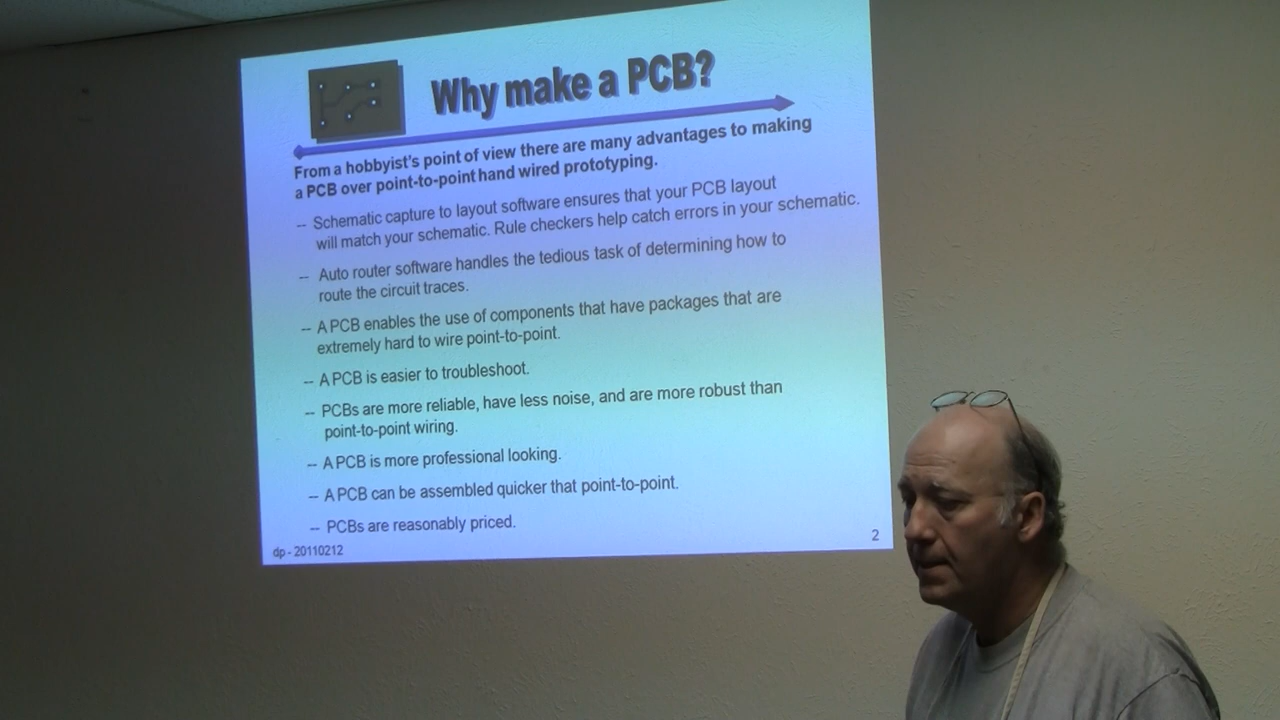 Why make a PCB?
From a hobbyist's point of view there are many advantages to making
a PCB over point-to-point hand wired prototyping.
– Schematic capture to layout software ensures that your PCB layout
will match your schematic. Rule checkers help catch errors in your schematic.
– Auto router software handles the tedious task of determining how to
route the circuit traces.
– A PCB enables the use of components that have packages that are
extremely hard to wire point-to-point.
– A PCB is easier to troubleshoot.
– PCBs are more reliable, have less noise, and are more robust than
point-to-point wiring.
– A PCB is more professional looking.
– A PCB can be assembled quicker that point-to-point.
– PCBs are reasonably priced.
dp - 20110212
2